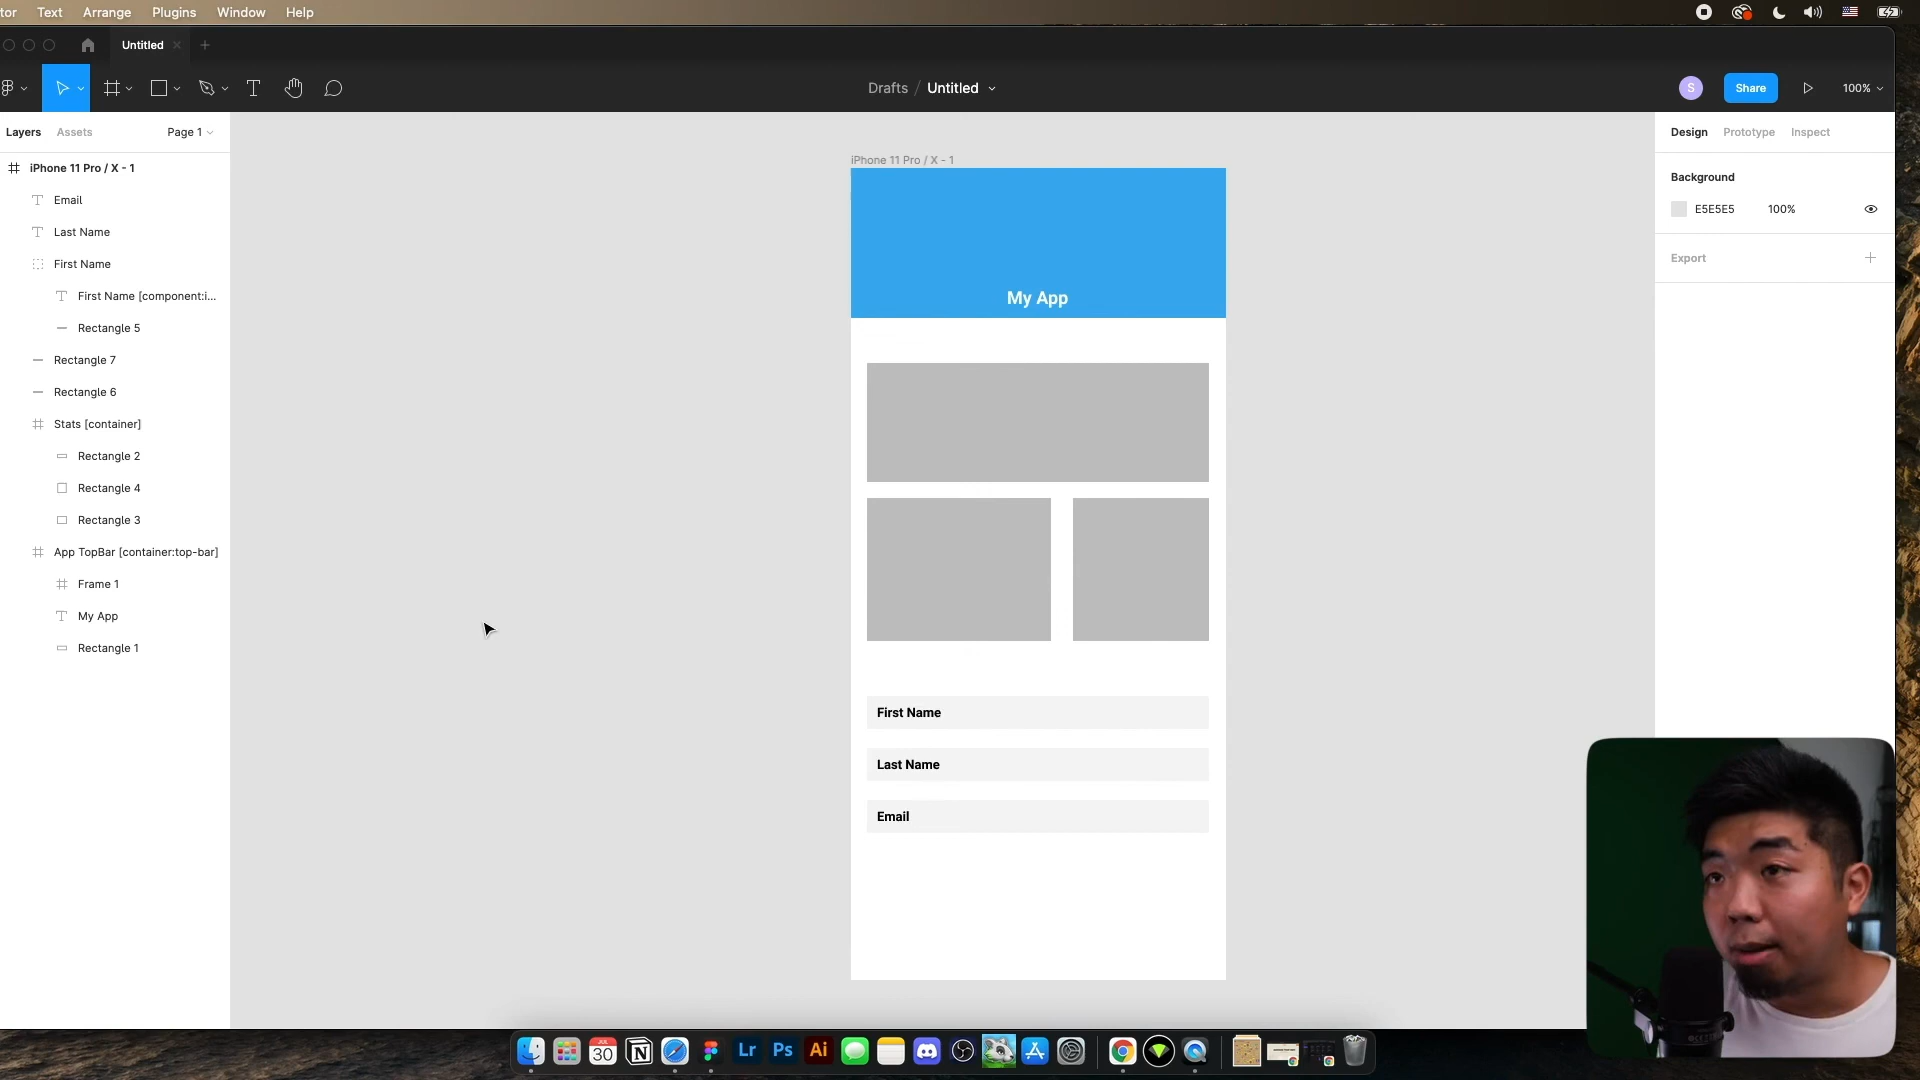 tor Text Arrange Plugins Window Help
Untitled
Drafts / Untitled
S
Share
100%
Layers Assets Page 1
Design Prototype Inspect
iPhone 11 Pro / X - 1
Email
Last Name
First Name
First Name [component:i...
Rectangle 5
Rectangle 7
Rectangle 6
Stats [container]
Rectangle 2
Rectangle 4
Rectangle 3
App TopBar [container:top-bar]
Frame 1
My App
Rectangle 1
iPhone 11 Pro / X - 1
My App
First Name
Last Name
Email
Background
E5E5E5 100%
Export
JUL
30
Lr
Ps
Ai